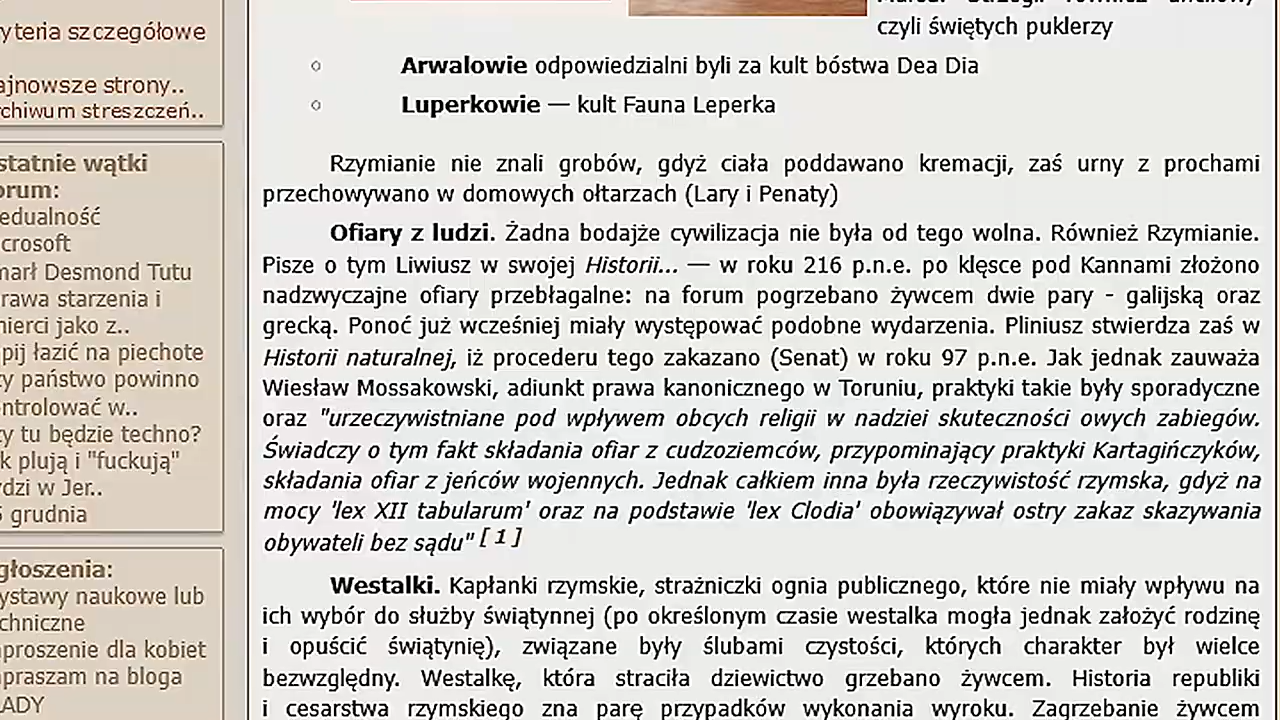 yteria szczegółowe
ajnowsze strony..
rchiwum streszczeń..
statnie wątki
orum:
edualność
crosoft
marł Desmond Tutu
rawa starzenia i
mierci jako z..
pij łazić na piechote
zy państwo powinno
ntrolować w..
zy tu będzie techno?
k plują i "fuckują"
ydzi w Jer..
grudnia
głoszenia:
ystawy naukowe lub
chniczne
aproszenie dla kobiet
apraszam na bloga
LADY
czyli świętych puklerzy
Arwalowie odpowiedzialni byli za kult bóstwa Dea Dia
Luperkowie — kult Fauna Leperka
Rzymianie nie znali grobów, gdyż ciała poddawano kremacji, zaś urny z prochami
przechowywano w domowych ołtarzach (Lary i Penaty)
Ofiary z ludzi. Żadna bodajże cywilizacja nie była od tego wolna. Również Rzymianie.
Pisze o tym Liwiusz w swojej Historii... — w roku 216 p.n.e. po klęsce pod Kannami złożono
nadzwyczajne ofiary przebłagalne: na forum pogrzebano żywcem dwie pary - galijską oraz
grecką. Ponoć już wcześniej miały występować podobne wydarzenia. Pliniusz stwierdza zaś w
Historii naturalnej, iż procederu tego zakazano (Senat) w roku 97 p.n.e. Jak jednak zauważa
Wiesław Mossakowski, adiunkt prawa kanonicznego w Toruniu, praktyki takie były sporadyczne
oraz "urzeczywistniane pod wpływem obcych religii w nadziei skuteczności owych zabiegów.
Świadczy o tym fakt składania ofiar z cudzoziemców, przypominający praktyki Kartagińczyków,
składania ofiar z jeńców wojennych. Jednak całkiem inna była rzeczywistość rzymska, gdyż na
mocy 'lex XII tabularum' oraz na podstawie 'lex Clodia' obowiązywał ostry zakaz skazywania
obywateli bez sądu" [ 1 ]
Westalki. Kapłanki rzymskie, strażniczki ognia publicznego, które nie miały wpływu na
ich wybór do służby świątynnej (po określonym czasie westalka mogła jednak założyć rodzinę
i opuścić świątynię), związane były ślubami czystości, których charakter był wielce
bezwzględny. Westalkę, która straciła dziewictwo grzebano żywcem. Historia republiki
i cesarstwa rzymskiego zna parę przypadków wykonania wyroku. Zagrzebanie żywcem